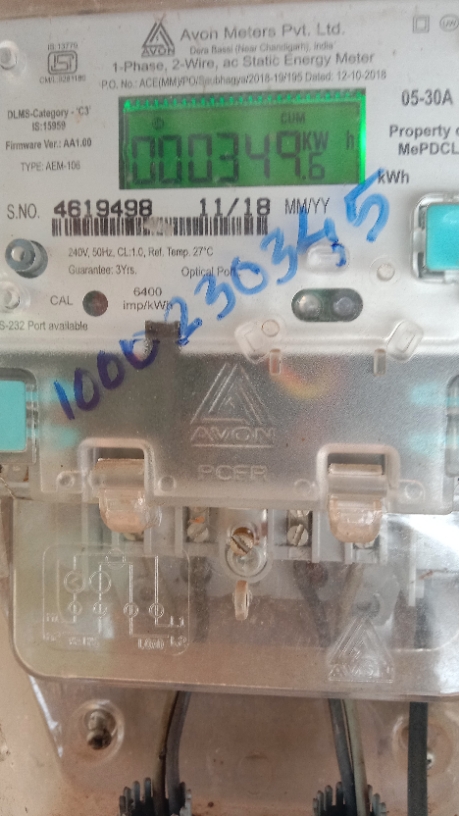 IS:13779
AVON
Avon Meters Pvt. Ltd.
Dera Bassi (Near Chandigarh), India
1-Phase, 2-Wire, ac Static Energy Meter
P.O. No.: ACE(MM)/PO/Saubhagya/2018-19/195 Dated: 12-10-2018
DLMS-Category - 'C3'
IS:15959
Firmware Ver.: AA1.00
TYPE: AEM-106
CUM
000349.6 KW h
05-30A
Property o
MePDCL
kWh
S.NO. 4619498 11/18 MM/YY
240V, 50Hz, CL:1.0, Ref. Temp. 27°C
Guarantee: 3Yrs. Optical Port
CAL 6400
imp/kWh
S-232 Port available
1000230345
AVON
PCFR
AVON